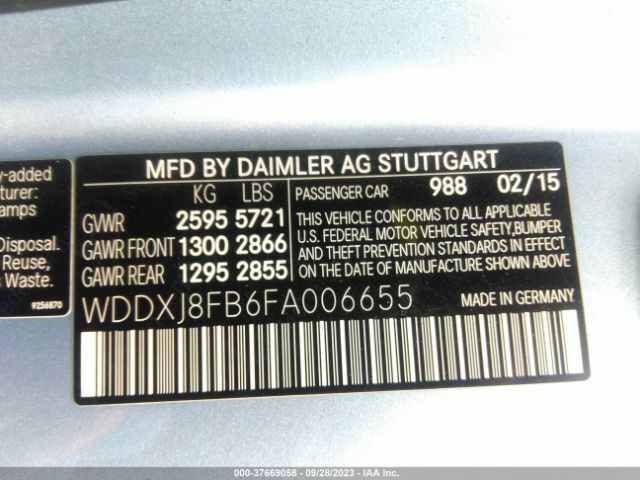 y-added
turer:
amps
Disposal.
Reuse,
Waste.
9256870
MFD BY DAIMLER AG STUTTGART
KG LBS
GWWR 2595 5721
GAWR FRONT 1300 2866
GAWR REAR 1295 2855
PASSENGER CAR 988 02/15
THIS VEHICLE CONFORMS TO ALL APPLICABLE
U.S. FEDERAL MOTOR VEHICLE SAFETY, BUMPER
AND THEFT PREVENTION STANDARDS IN EFFECT
ON THE DATE OF MANUFACTURE SHOWN ABOVE
WDDXJ8FB6FA006655
MADE IN GERMANY
000-37669058 - 09/28/2023 - IAA Inc.